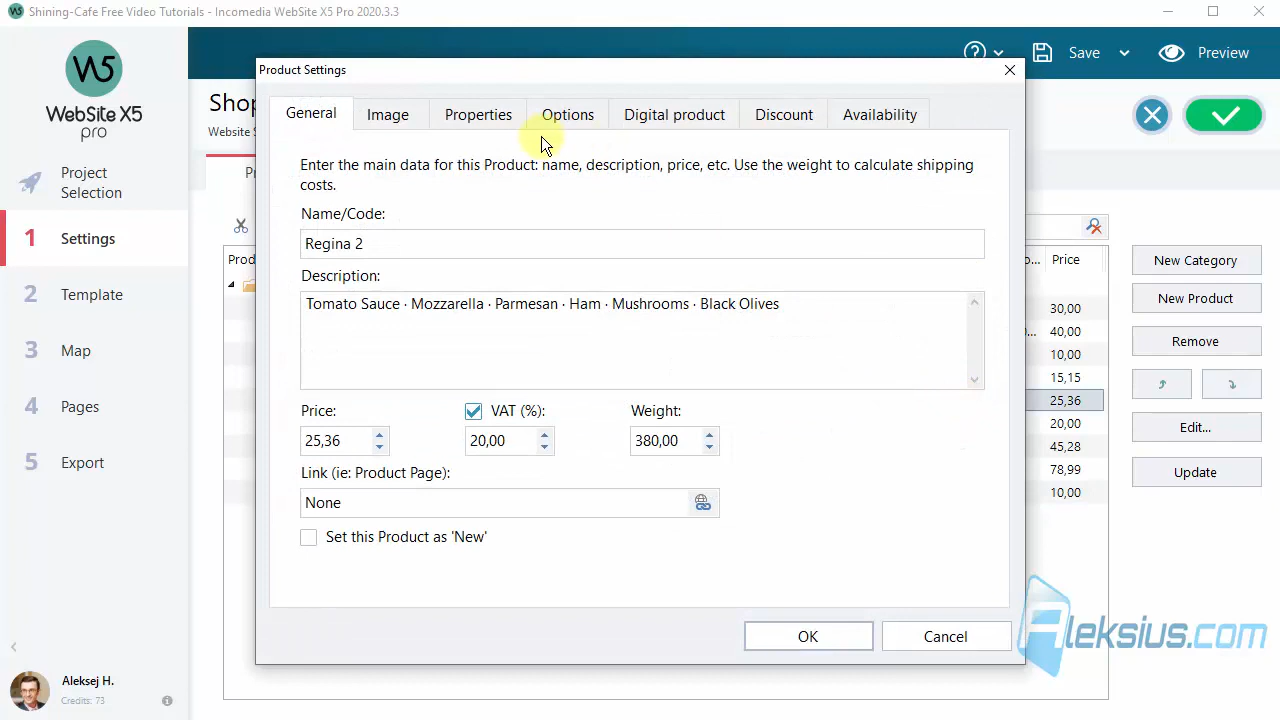 Shining-Cafe Free Video Tutorials - Incomedia WebSite X5 Pro 2020.3.3
W5
WebSite X5
pro
Project
Selection
1 Settings
2 Template
3 Map
4 Pages
5 Export
Aleksej H.
Credits: 73
Save
Preview
Product Settings
General
Image
Properties
Options
Digital product
Discount
Availability
Enter the main data for this Product: name, description, price, etc. Use the weight to calculate shipping
costs.
Name/Code:
Regina 2
Description:
Tomato Sauce · Mozzarella · Parmesan · Ham · Mushrooms · Black Olives
Price:
25,36
VAT (%):
20,00
Weight:
380,00
Link (ie: Product Page):
None
Set this Product as 'New'
OK
Cancel
Price
30,00
40,00
10,00
15,15
25,36
20,00
45,28
78,99
10,00
New Category
New Product
Remove
Edit...
Update
Aleksius.com